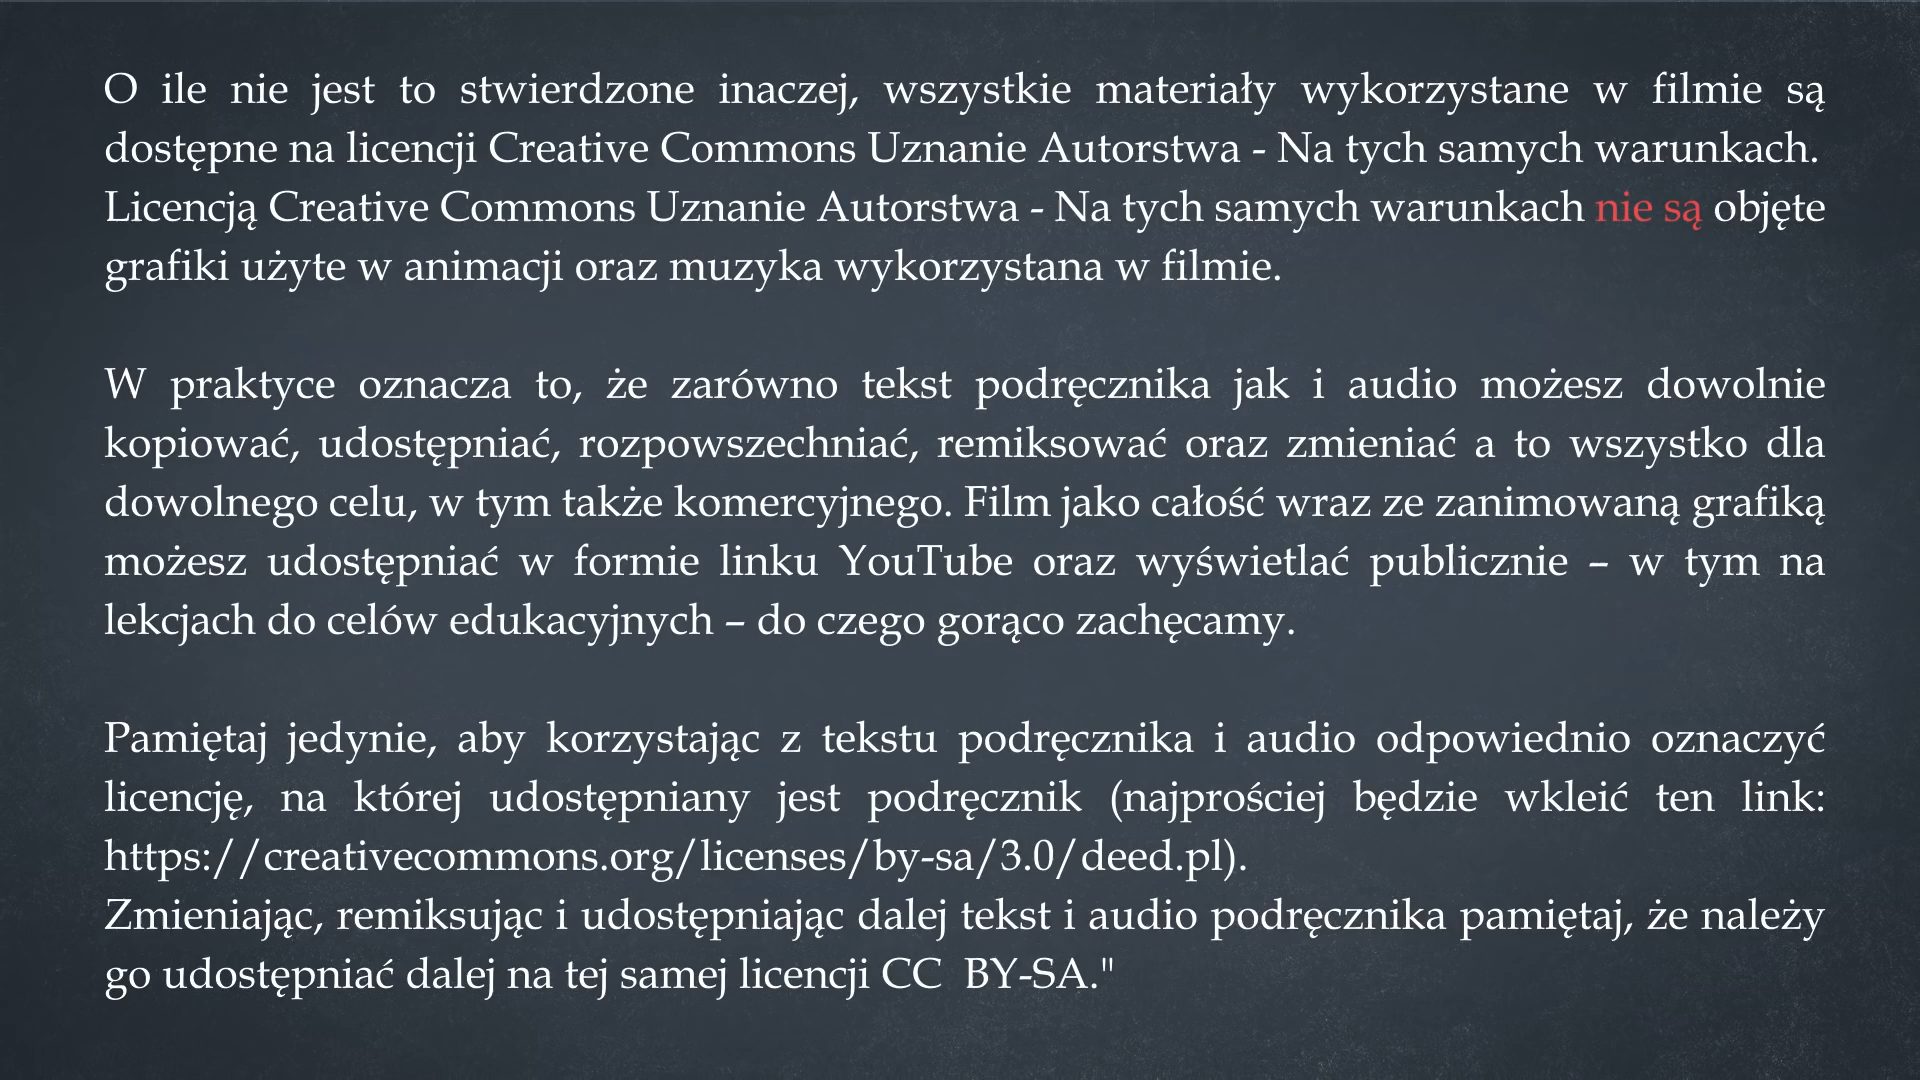 O ile nie jest to stwierdzone inaczej, wszystkie materiały wykorzystane w filmie są
dostępne na licencji Creative Commons Uznanie Autorstwa - Na tych samych warunkach.
Licencją Creative Commons Uznanie Autorstwa - Na tych samych warunkach nie są objęte
grafiki użyte w animacji oraz muzyka wykorzystana w filmie.
W praktyce oznacza to, że zarówno tekst podręcznika jak i audio możesz dowolnie
kopiować, udostępniać, rozpowszechniać, remiksować oraz zmieniać a to wszystko dla
dowolnego celu, w tym także komercyjnego. Film jako całość wraz ze zanimowaną grafiką
możesz udostępniać w formie linku YouTube oraz wyświetlać publicznie – w tym na
lekcjach do celów edukacyjnych – do czego gorąco zachęcamy.
Pamiętaj jedynie, aby korzystając z tekstu podręcznika i audio odpowiednio oznaczyć
licencję, na której udostępniany jest podręcznik (najprościej będzie wkleić ten link:
https://creativecommons.org/licenses/by-sa/3.0/deed.pl).
Zmieniając, remiksując i udostępniając dalej tekst i audio podręcznika pamiętaj, że należy
go udostępniać dalej na tej samej licencji CC  BY-SA."